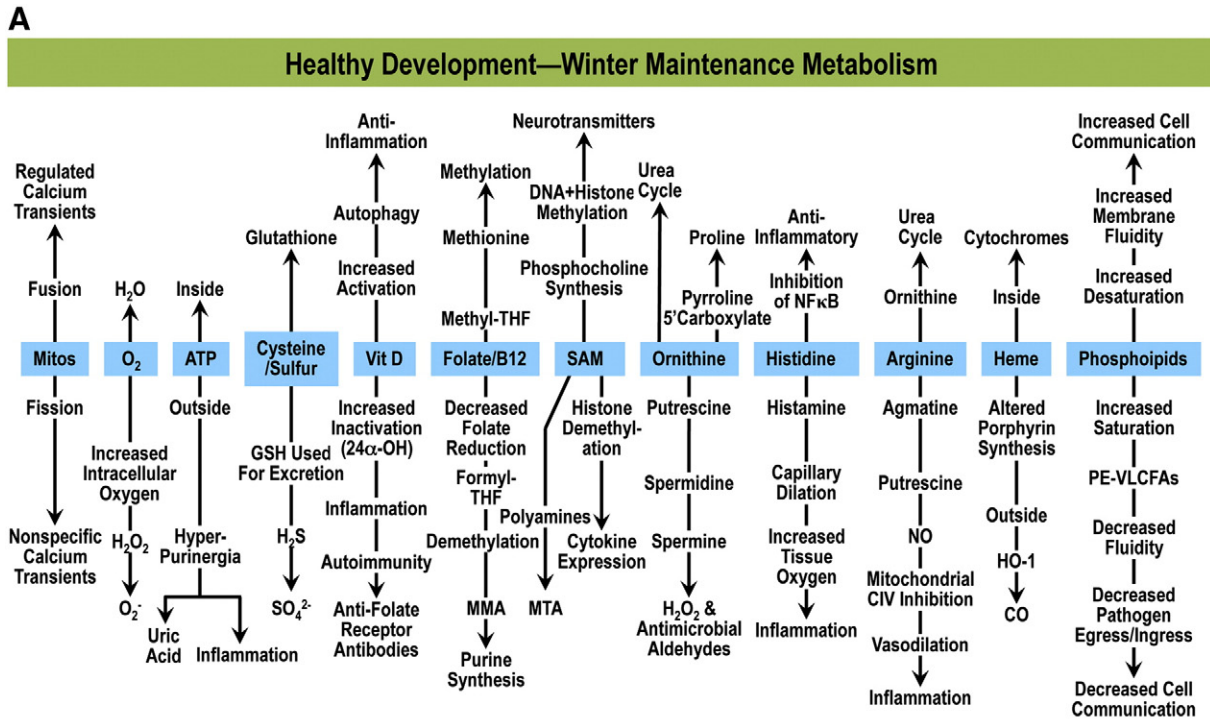 A
Healthy Development—Winter Maintenance Metabolism
Regulated
Calcium
Transients
Fusion
Mitos
Fission
Nonspecific
Calcium
Transients
H₂O
O₂
Increased
Intracellular
Oxygen
H₂O₂
O₂⁻
Inside
ATP
Outside
Hyper-
Purinergia
Uric
Acid
Inflammation
Glutathione
Cysteine
/Sulfur
GSH Used
For Excretion
H₂S
SO₄²⁻
Anti-
Inflammation
Autophagy
Increased
Activation
Vit D
Increased
Inactivation
(24α-OH)
Inflammation
Autoimmunity
Anti-Folate
Receptor
Antibodies
Methylation
Methionine
Methyl-THF
Folate/B12
Decreased
Folate
Reduction
Formyl-
THF
Demethylation
MMA
Purine
Synthesis
Neurotransmitters
DNA+Histone
Methylation
Phosphocholine
Synthesis
SAM
Polyamines
MTA
Histone
Demethyl-
ation
Cytokine
Expression
Urea
Cycle
Proline
Pyrroline
5'Carboxylate
Ornithine
Putrescine
Spermidine
Spermine
H₂O₂ &
Antimicrobial
Aldehydes
Anti-
Inflammatory
Inhibition
of NFκB
Histidine
Histamine
Capillary
Dilation
Increased
Tissue
Oxygen
Inflammation
Urea
Cycle
Ornithine
Arginine
Agmatine
Putrescine
NO
Mitochondrial
CIV Inhibition
Vasodilation
Inflammation
Cytochromes
Inside
Heme
Altered
Porphyrin
Synthesis
Outside
HO-1
CO
Increased Cell
Communication
Increased
Membrane
Fluidity
Increased
Desaturation
Phosphoipids
Increased
Saturation
PE-VLCFAs
Decreased
Fluidity
Decreased
Pathogen
Egress/Ingress
Decreased Cell
Communication